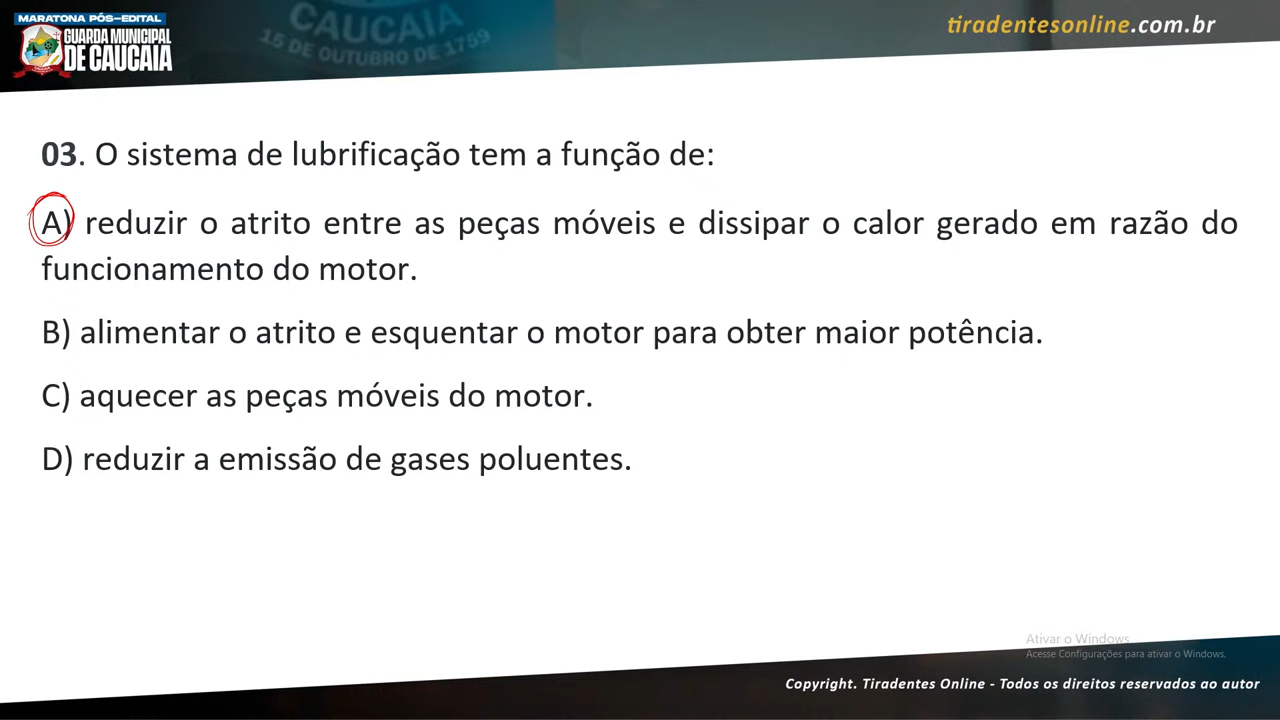 MARATONA PÓS-EDITAL
GUARDA MUNICIPAL
DE CAUCAIA
CAUCAIA
15 DE OUTUBRO DE 1759
tiradentesonline.com.br
03. O sistema de lubrificação tem a função de:
A) reduzir o atrito entre as peças móveis e dissipar o calor gerado em razão do
funcionamento do motor.
B) alimentar o atrito e esquentar o motor para obter maior potência.
C) aquecer as peças móveis do motor.
D) reduzir a emissão de gases poluentes.
Ativar o Windows
Acesse Configurações para ativar o Windows.
Copyright. Tiradentes Online - Todos os direitos reservados ao autor